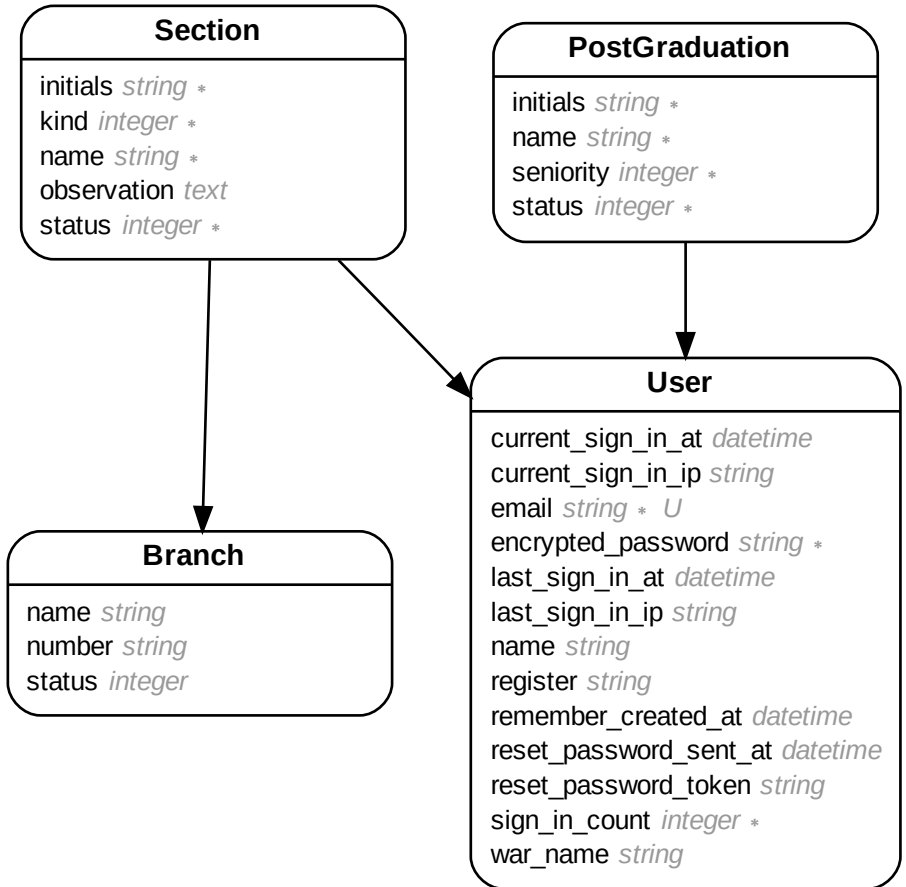 Section
initials string *
kind integer *
name string *
observation text
status integer *
PostGraduation
initials string *
name string *
seniority integer *
status integer *
User
current_sign_in_at datetime
current_sign_in_ip string
email string * U
encrypted_password string *
last_sign_in_at datetime
last_sign_in_ip string
name string
register string
remember_created_at datetime
reset_password_sent_at datetime
reset_password_token string
sign_in_count integer *
war_name string
Branch
name string
number string
status integer